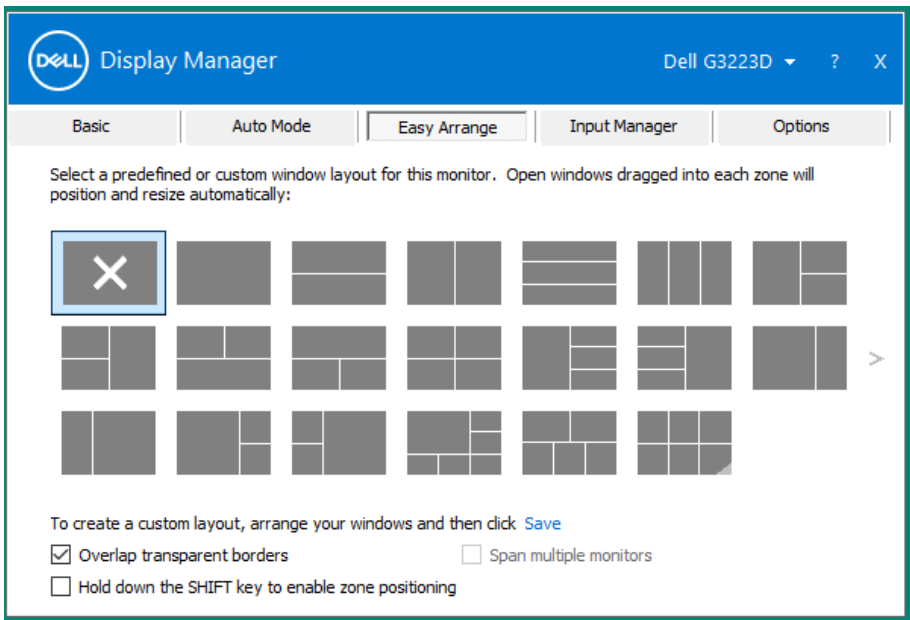 DELL Display Manager Dell G3223D ? X
Basic Auto Mode Easy Arrange Input Manager Options
Select a predefined or custom window layout for this monitor. Open windows dragged into each zone will
position and resize automatically:
>
To create a custom layout, arrange your windows and then click Save
Overlap transparent borders Span multiple monitors
Hold down the SHIFT key to enable zone positioning